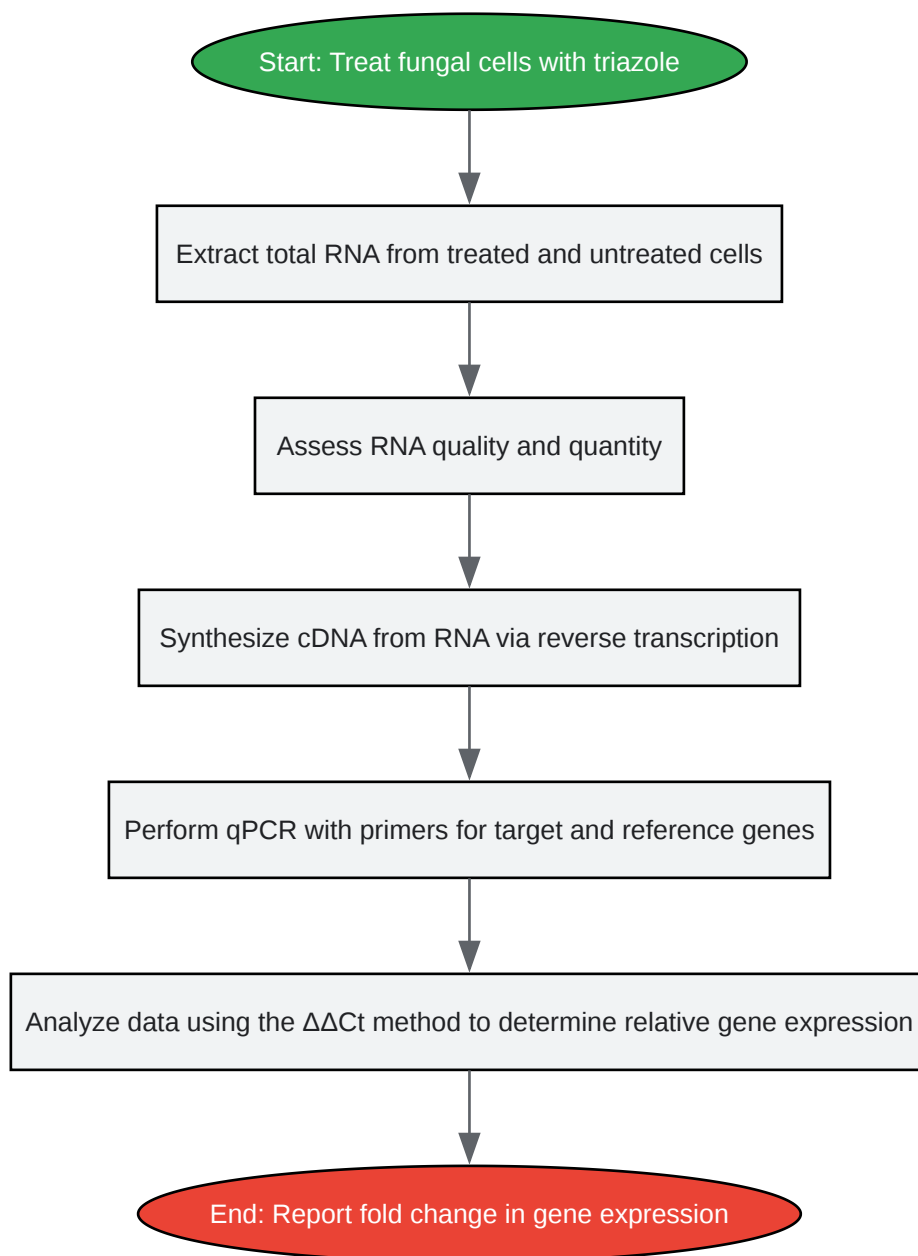 Start: Treat fungal cells with triazole
Extract total RNA from treated and untreated cells
Assess RNA quality and quantity
Synthesize cDNA from RNA via reverse transcription
Perform qPCR with primers for target and reference genes
Analyze data using the ΔΔCt method to determine relative gene expression
End: Report fold change in gene expression